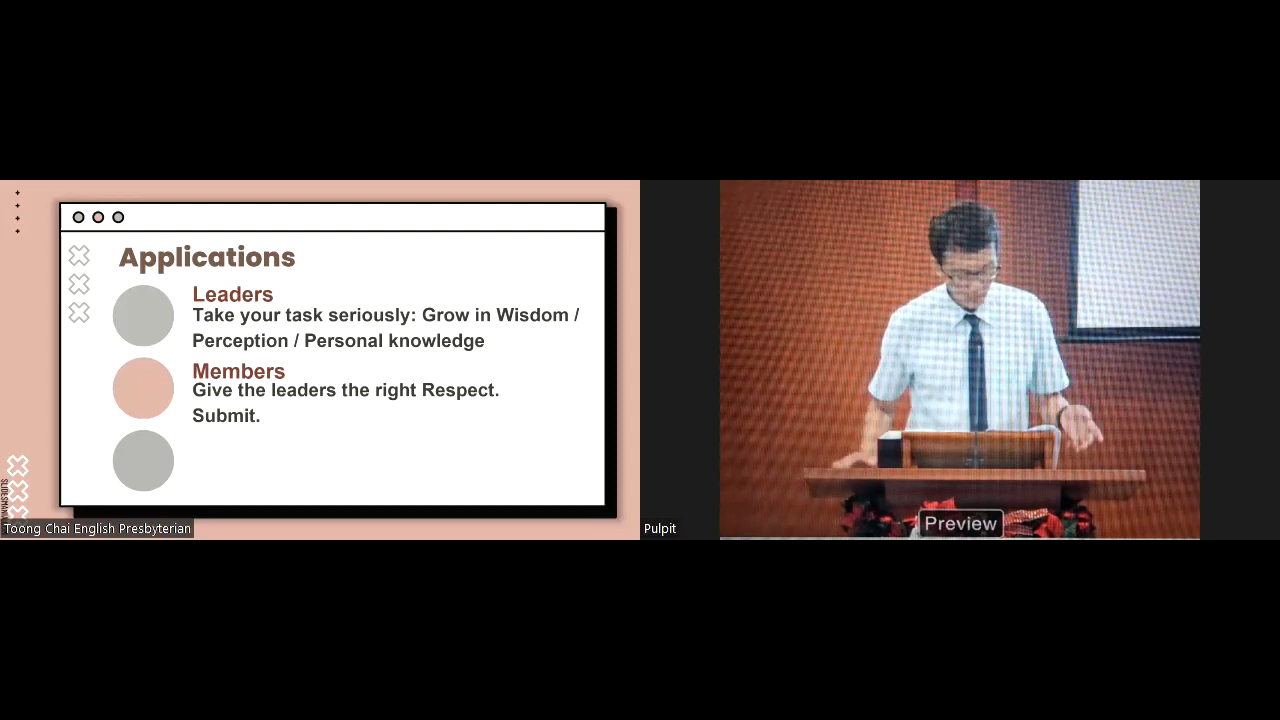 Applications
Leaders
Take your task seriously: Grow in Wisdom /
Perception / Personal knowledge
Members
Give the leaders the right Respect.
Submit.
Toong Chai English Presbyterian
Pulpit
Preview